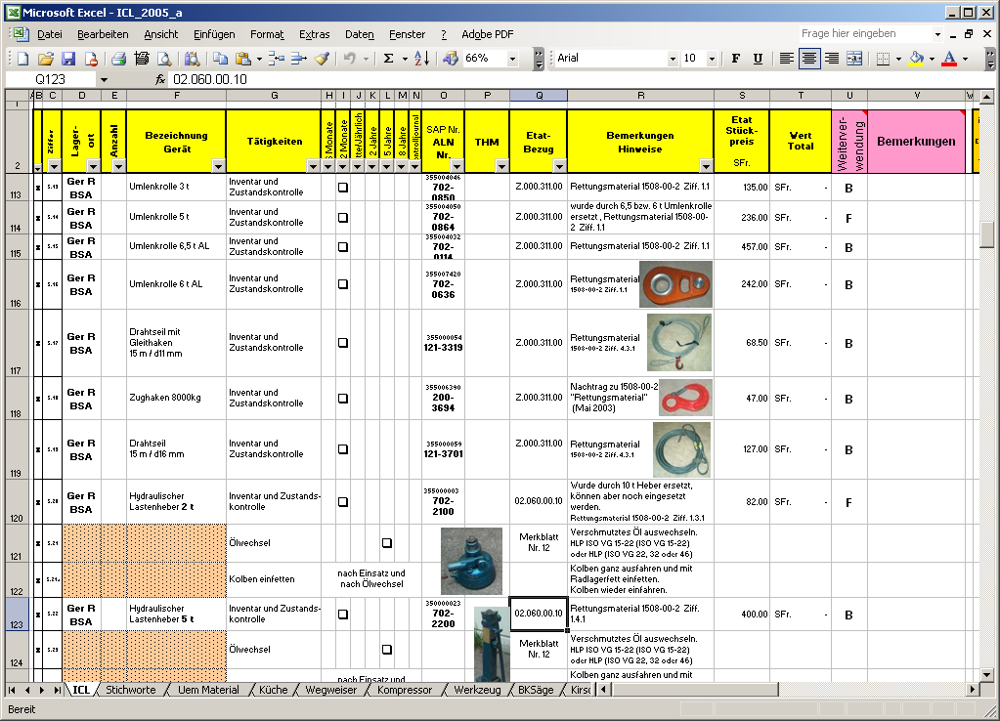 Microsoft Excel - ICL_2005_a
Datei Bearbeiten Ansicht Einfügen Format Extras Daten Fenster ? Adobe PDF Frage hier eingeben
66% Arial 10 F K U
Q123 fx 02.060.00.10
A B C D E F G H I J K L M N O P Q R S T U V W
1
2 Ziffer Lager-ort Anzahl Bezeichnung Gerät Tätigkeiten Monate 2 Monate 2 Jahre 5 Jahre 8 Jahre SAP Nr. ALN Nr. THM Etat-Bezug Bemerkungen Hinweise Etat Stück-preis SFr. Wert Total Weiterver-wendung Bemerkungen
113 5.13 Ger R BSA Umlenkrolle 3 t Inventar und Zustandskontrolle 355004046 702-0850 Z.000.311.00 Rettungsmaterial 1508-00-2 Ziff. 1.1 135.00 SFr. - B
114 5.14 Ger R BSA Umlenkrolle 5 t Inventar und Zustandskontrolle 355004050 702-0864 Z.000.311.00 wurde durch 6,5 bzw. 6 t Umlenkrolle ersetzt , Rettungsmaterial 1508-00-2 Ziff. 1.1 236.00 SFr. - F
115 5.15 Ger R BSA Umlenkrolle 6,5 t AL Inventar und Zustandskontrolle 355004032 702-0114 Z.000.311.00 Rettungsmaterial 1508-00-2 Ziff. 1.1 457.00 SFr. - B
116 5.16 Ger R BSA Umlenkrolle 6 t AL Inventar und Zustandskontrolle 355007420 702-0636 Z.000.311.00 Rettungsmaterial 1508-00-2 Ziff. 1.1 242.00 SFr. - B
117 5.17 Ger R BSA Drahtseil mit Gleithaken 15 m / d11 mm Inventar und Zustandskontrolle 355000054 121-3319 Z.000.311.00 Rettungsmaterial 1508-00-2 Ziff. 4.3.1 68.50 SFr. - B
118 5.18 Ger R BSA Zughaken 8000kg Inventar und Zustandskontrolle 355006390 200-3694 Z.000.311.00 Nachtrag zu 1508-00-2 "Rettungsmaterial" (Mai 2003) 47.00 SFr. - B
119 5.19 Ger R BSA Drahtseil 15 m / d16 mm Inventar und Zustandskontrolle 355000059 121-3701 Z.000.311.00 Rettungsmaterial 1508-00-2 Ziff. 4.3.1 127.00 SFr. - B
120 5.20 Ger R BSA Hydraulischer Lastenheber 2 t Inventar und Zustands-kontrolle 355000003 702-2100 02.060.00.10 Wurde durch 10 t Heber ersetzt, können aber noch eingesetzt werden. Rettungsmaterial 1508-00-2 Ziff. 1.3.1 82.00 SFr. - F
121 5.21 Ölwechsel Merkblatt Nr. 12 Verschmutztes Öl auswechseln. HLP ISO VG 15-22 (ISO VG 15-22) oder HLP (ISO VG 22, 32 oder 46)
122 5.21a Kolben einfetten nach Einsatz und nach Ölwechsel Kolben ganz ausfahren und mit Radlagerfett einfetten. Kolben wieder einfahren.
123 5.22 Ger R BSA Hydraulischer Lastenheber 5 t Inventar und Zustands-kontrolle 350000023 702-2200 02.060.00.10 Rettungsmaterial 1508-00-2 Ziff. 1.4.1 400.00 SFr. - B
124 5.23 Ölwechsel Merkblatt Nr. 12 Verschmutztes Öl auswechseln. HLP ISO VG 15-22 (ISO VG 15-22) oder HLP (ISO VG 22, 32 oder 46)
nach Einsatz und Kolben ganz ausfahren und mit
ICL Stichworte Uem Material Küche Wegweiser Kompressor Werkzeug BKSäge Kirsc
Bereit